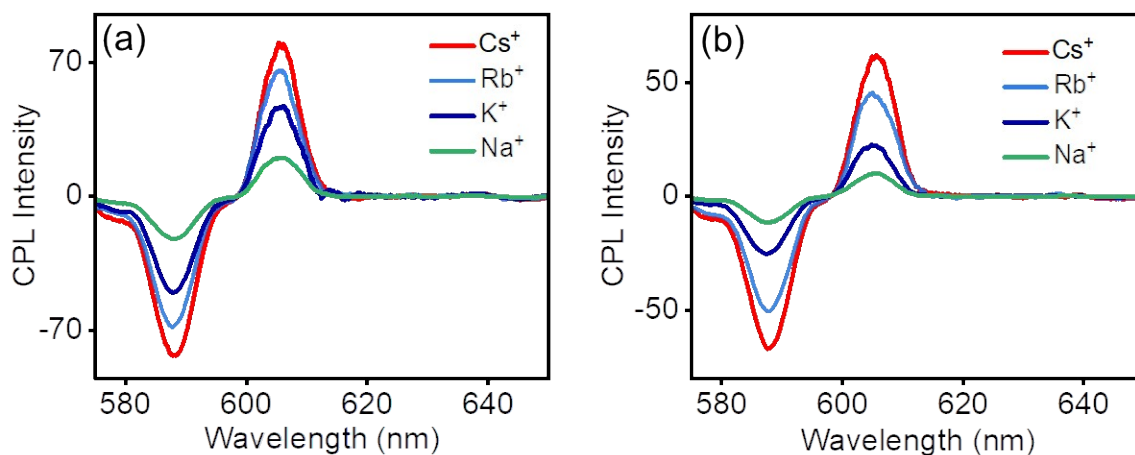 (a)
Cs⁺
Rb⁺
K⁺
Na⁺
70
0
-70
CPL Intensity
580 600 620 640
Wavelength (nm)
(b)
Cs⁺
Rb⁺
K⁺
Na⁺
50
0
-50
CPL Intensity
580 600 620 640
Wavelength (nm)